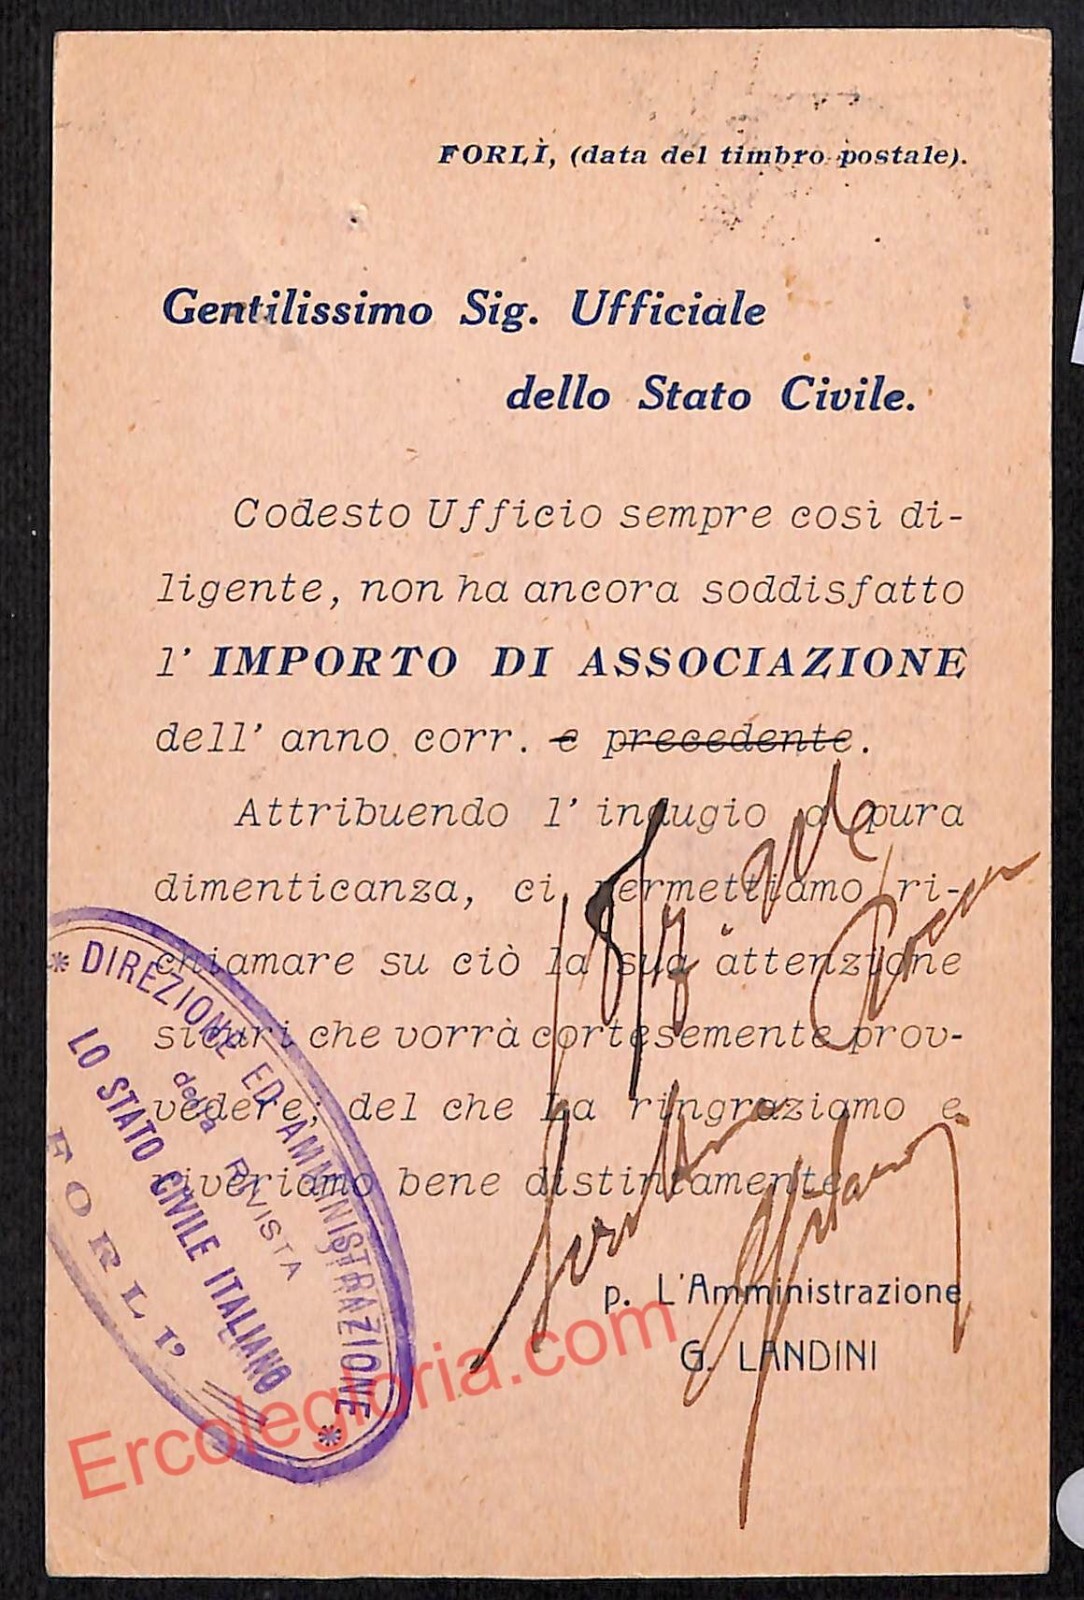 FORLÌ, (data del timbro postale).
Gentilissimo Sig. Ufficiale
dello Stato Civile.
Codesto Ufficio sempre così di-
ligente, non ha ancora soddisfatto
l' IMPORTO DI ASSOCIAZIONE
dell' anno corr. e precedente.
Attribuendo l' indugio a pura
dimenticanza, ci permettiamo ri-
chiamare su ciò la sua attenzione
sicuri che vorrà cortesemente prov-
vedere; del che La ringraziamo e
riveriamo bene distintamente
p. L'Amministrazione
G. LANDINI
* DIREZIONE ED AMMINISTRAZIONE *
della RIVISTA
LO STATO CIVILE ITALIANO
FORLI'
Ercolegloria.com